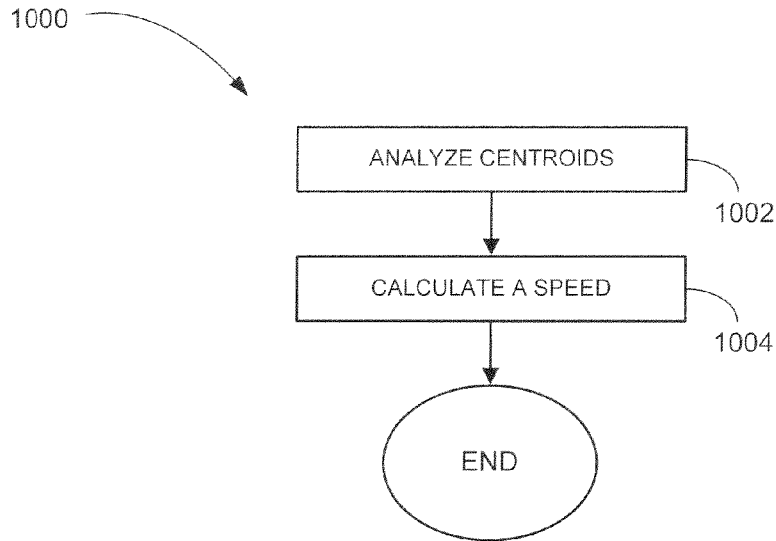 1000
ANALYZE CENTROIDS
1002
CALCULATE A SPEED
1004
END